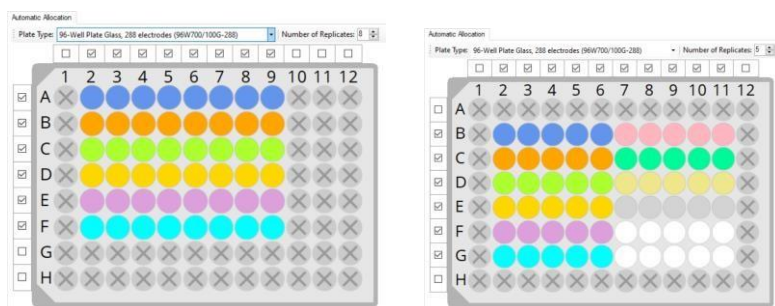 Automatic Allocation
Plate Type: 96-Well Plate Glass, 288 electrodes (96W700/100G-288) Number of Replicates: 8
1 2 3 4 5 6 7 8 9 10 11 12
A
B
C
D
E
F
G
H
Automatic Allocation
Plate Type: 96-Well Plate Glass, 288 electrodes (96W700/100G-288) Number of Replicates: 5
1 2 3 4 5 6 7 8 9 10 11 12
A
B
C
D
E
F
G
H